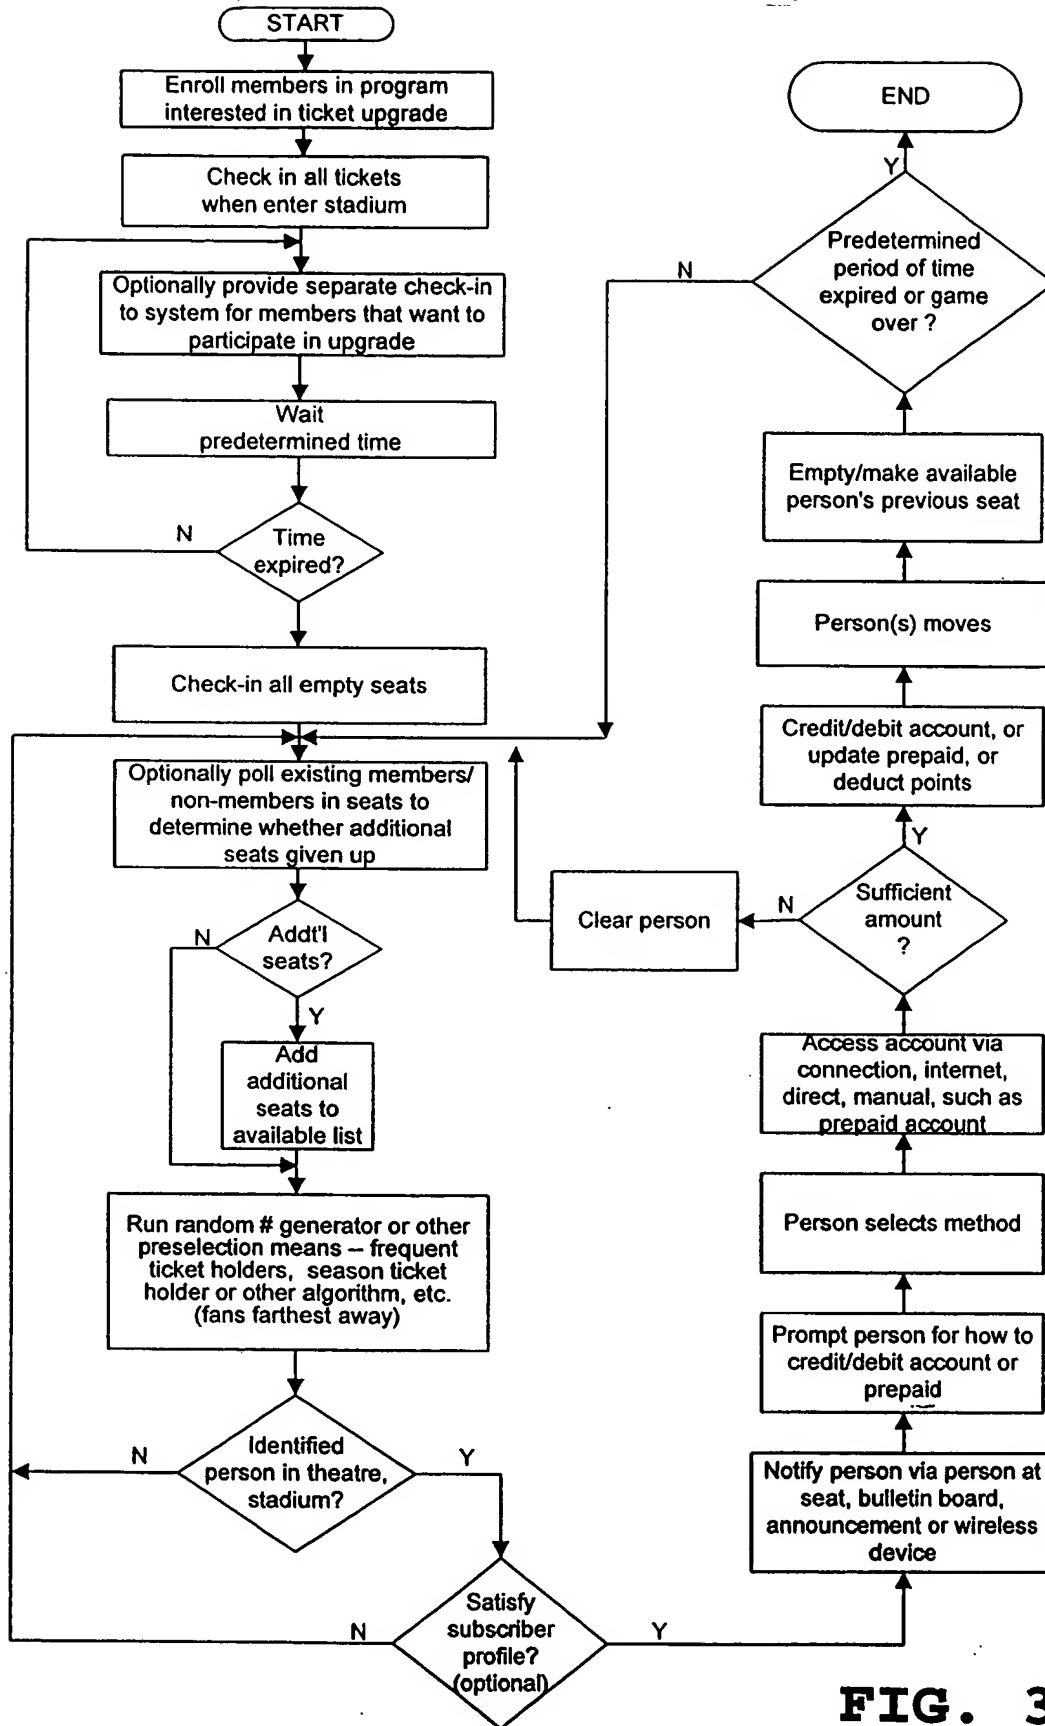 START
Enroll members in program
interested in ticket upgrade
Check in all tickets
when enter stadium
Optionally provide separate check-in
to system for members that want to
participate in upgrade
Wait
predetermined time
N
Time
expired?
Check-in all empty seats
Optionally poll existing members/
non-members in seats to
determine whether additional
seats given up
N
Addt'l
seats?
Y
Add
additional
seats to
available list
Run random # generator or other
preselection means – frequent
ticket holders, season ticket
holder or other algorithm, etc.
(fans farthest away)
N
Identified
person in theatre,
stadium?
Y
N
Satisfy
subscriber
profile?
(optional)
Y
Notify person via person at
seat, bulletin board,
announcement or wireless
device
Prompt person for how to
credit/debit account or
prepaid
Person selects method
Access account via
connection, internet,
direct, manual, such as
prepaid account
Sufficient
amount
?
N
Clear person
Y
Credit/debit account, or
update prepaid, or
deduct points
Person(s) moves
Empty/make available
person's previous seat
Predetermined
period of time
expired or game
over ?
N
Y
END
FIG. 3